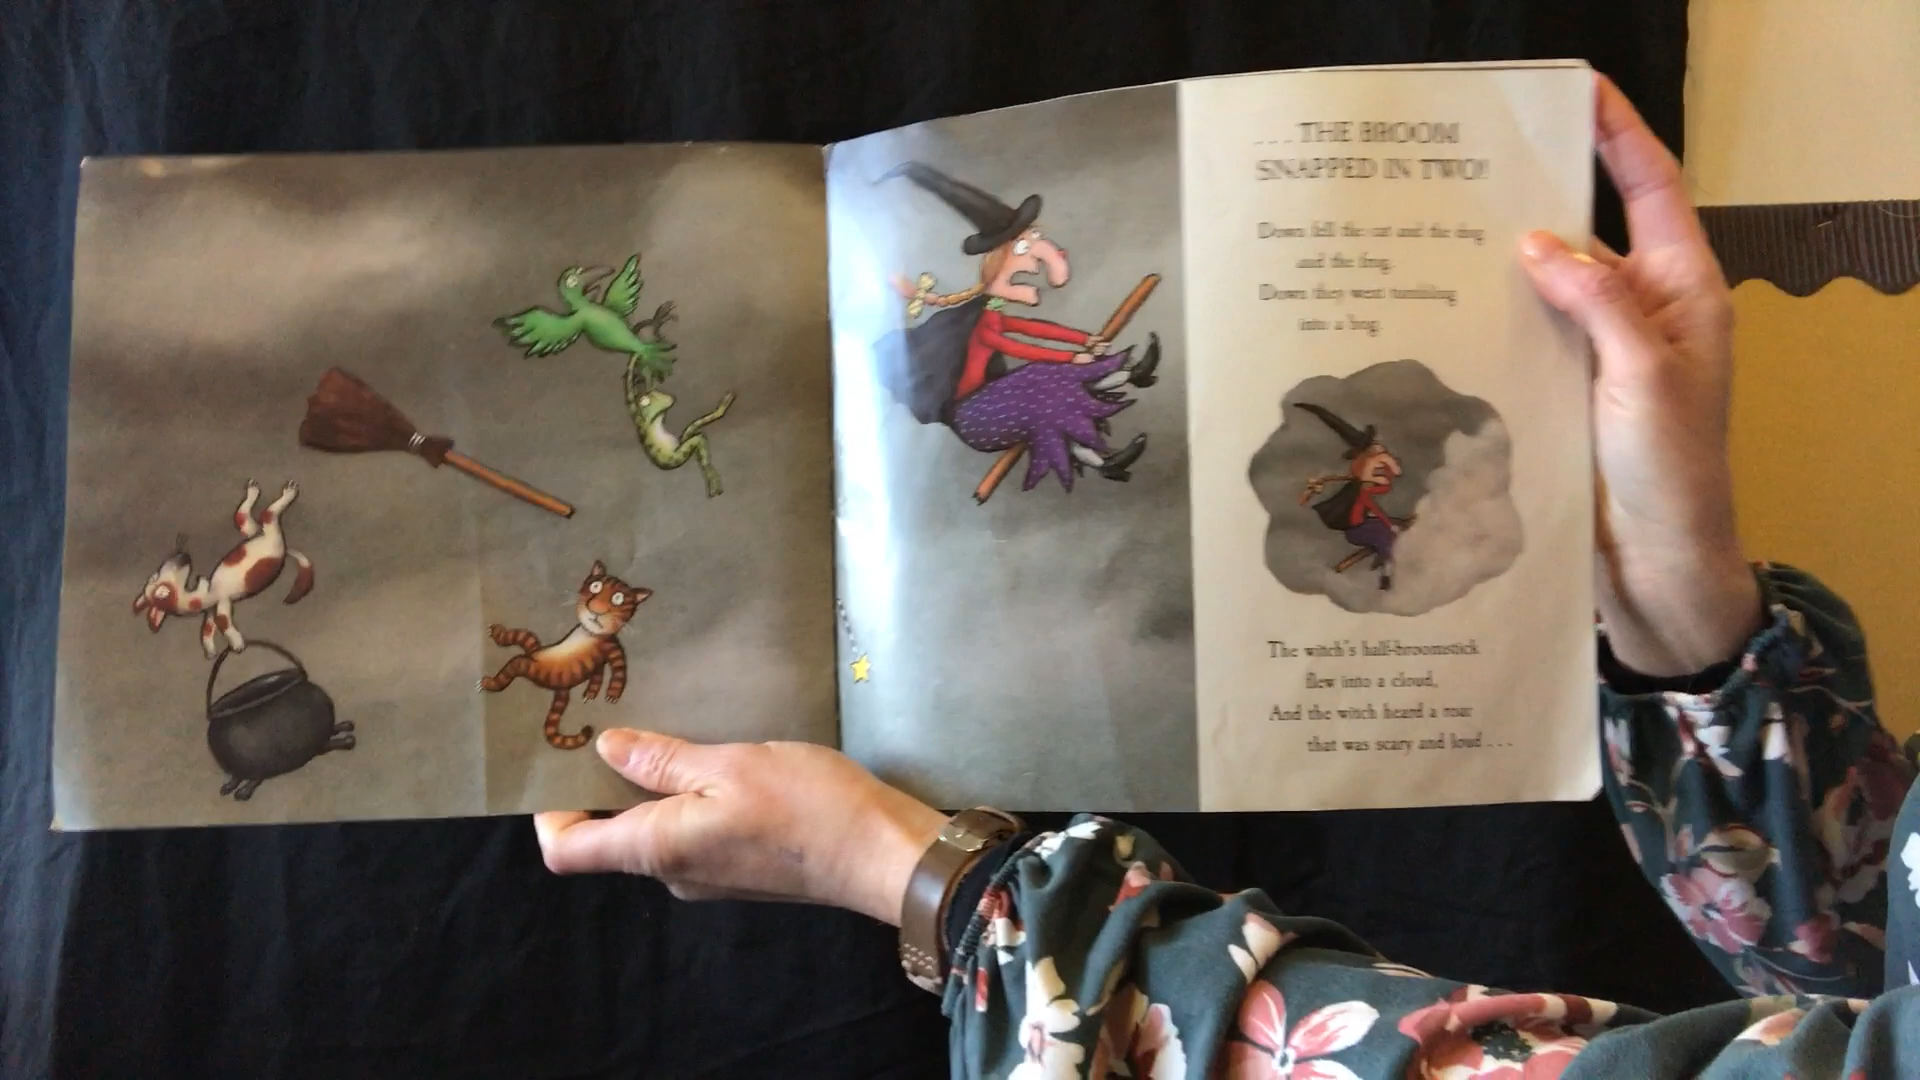 ...THE BROOM
SNAPPED IN TWO!
Down fell the cat and the dog
and the frog.
Down they went tumbling
into a bog.
The witch's half-broomstick
flew into a cloud,
And the witch heard a roar
that was scary and loud...